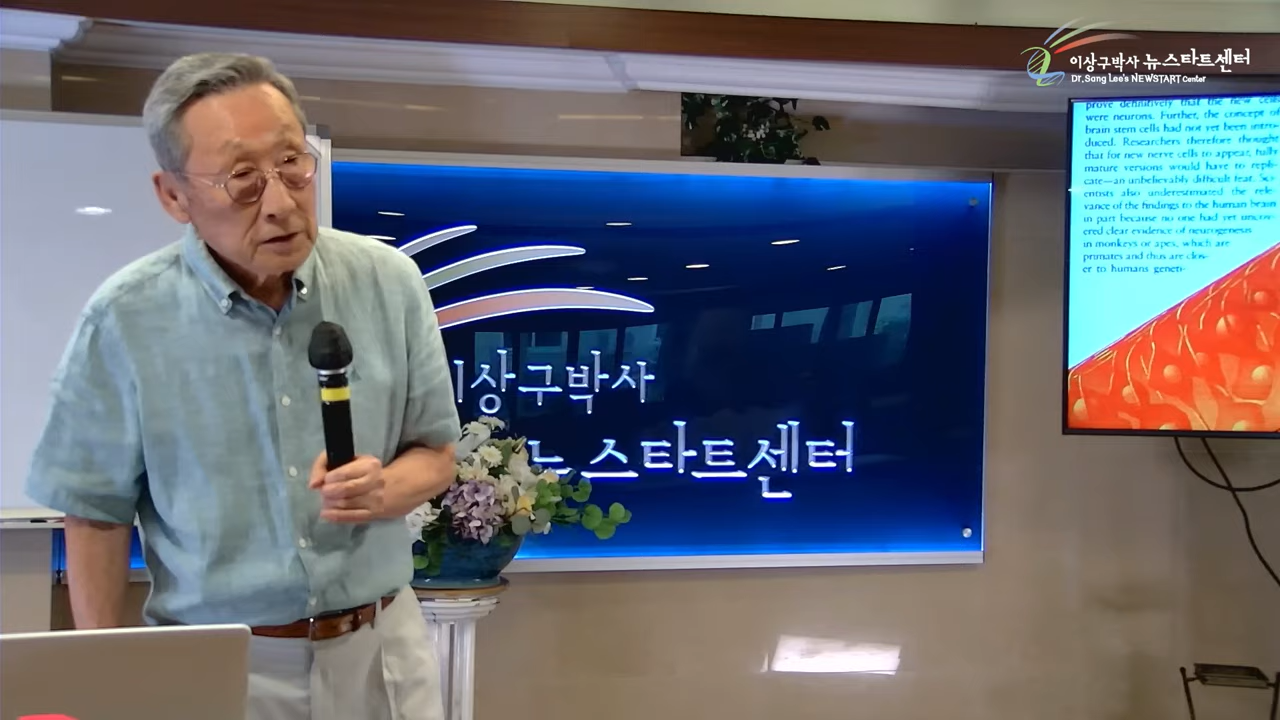 이상구박사 뉴스타트센터
Dr.Sang Lee's NEWSTART Center
prove definitively that the new cells
were neurons. Further, the concept of
brain stem cells had not yet been intro-
duced. Researchers therefore thought
that for new nerve cells to appear, fully
mature versions would have to repli-
cate—an unbelievably difficult feat. Sci-
entists also underestimated the rele-
vance of the findings to the human brain
in part because no one had yet uncov-
ered clear evidence of neurogenesis
in monkeys or apes, which are
primates and thus are clos-
er to humans geneti-
이상구박사
뉴스타트센터